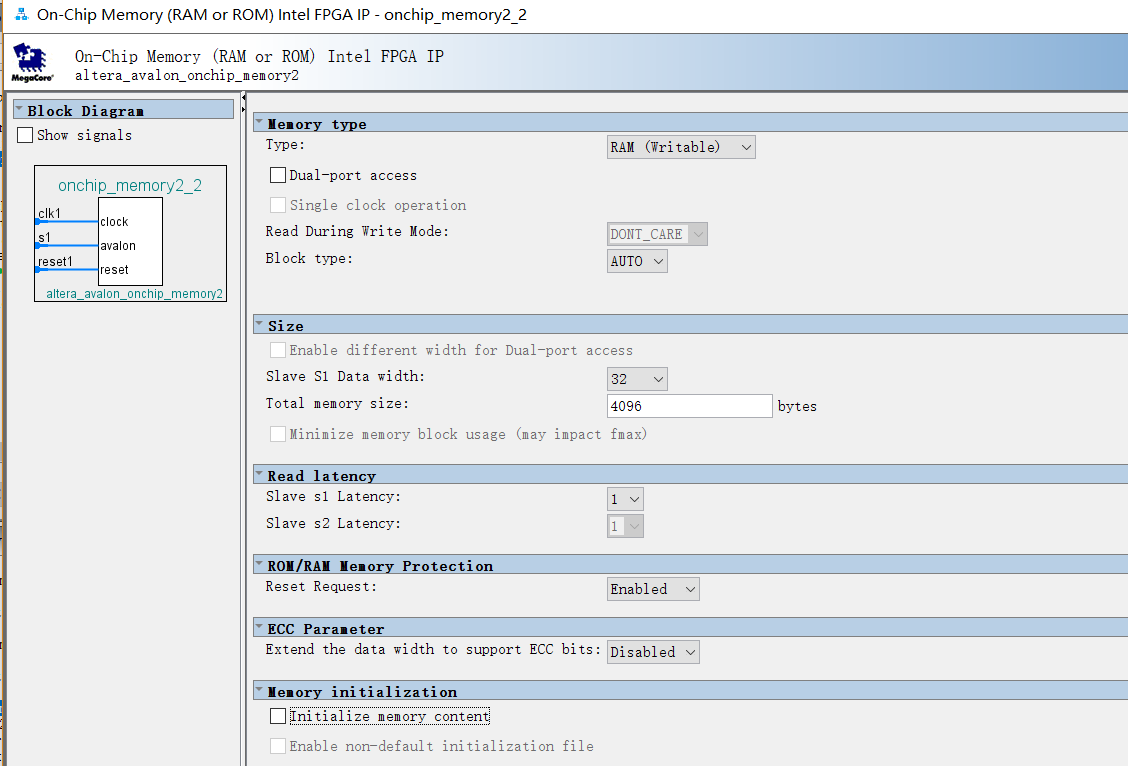 On-Chip Memory (RAM or ROM) Intel FPGA IP - onchip_memory2_2
MegaCore®
On-Chip Memory (RAM or ROM) Intel FPGA IP
altera_avalon_onchip_memory2
Block Diagram
Show signals
onchip_memory2_2
clk1
clock
s1
avalon
reset1
reset
altera_avalon_onchip_memory2
Memory type
Type: RAM (Writable)
Dual-port access
Single clock operation
Read During Write Mode: DONT_CARE
Block type: AUTO
Size
Enable different width for Dual-port access
Slave S1 Data width: 32
Total memory size: 4096 bytes
Minimize memory block usage (may impact fmax)
Read latency
Slave s1 Latency: 1
Slave s2 Latency: 1
ROM/RAM Memory Protection
Reset Request: Enabled
ECC Parameter
Extend the data width to support ECC bits: Disabled
Memory initialization
Initialize memory content
Enable non-default initialization file